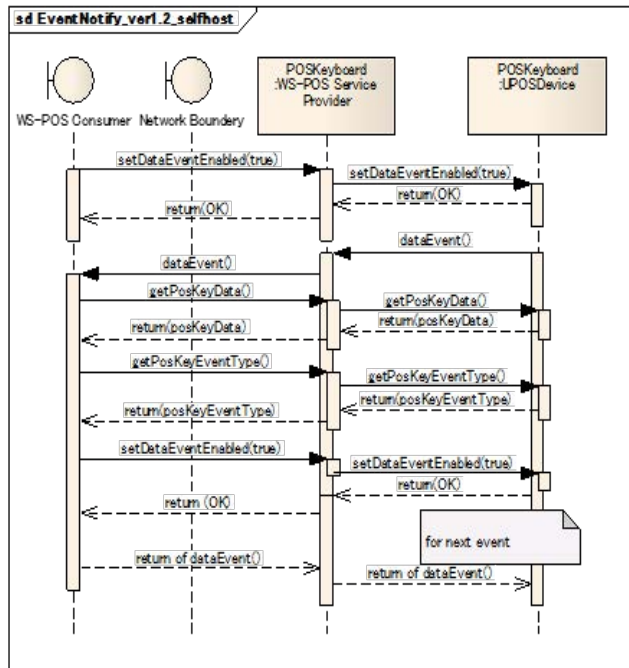 sd EventNotify_ver1.2_selfhost
WS-POS Consumer
Network Boundary
POSKeyboard
:WS-POS Service
Provider
POSKeyboard
:UPOSDevice
setDataEventEnabled(true)
setDataEventEnabled(true)
return(OK)
return(OK)
dataEvent()
dataEvent()
getPosKeyData()
getPosKeyData()
return(posKeyData)
return(posKeyData)
getPosKeyEventType()
getPosKeyEventType()
return(posKeyEventType)
return(posKeyEventType)
setDataEventEnabled(true)
setDataEventEnabled(true)
return(OK)
return (OK)
for next event
return of dataEvent()
return of dataEvent()